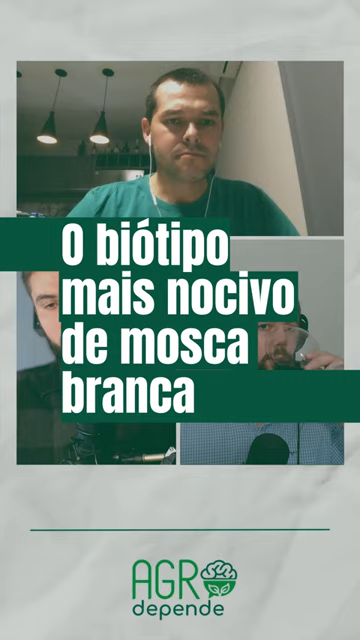 O biótipo
mais nocivo
de mosca
branca
AGR
depende